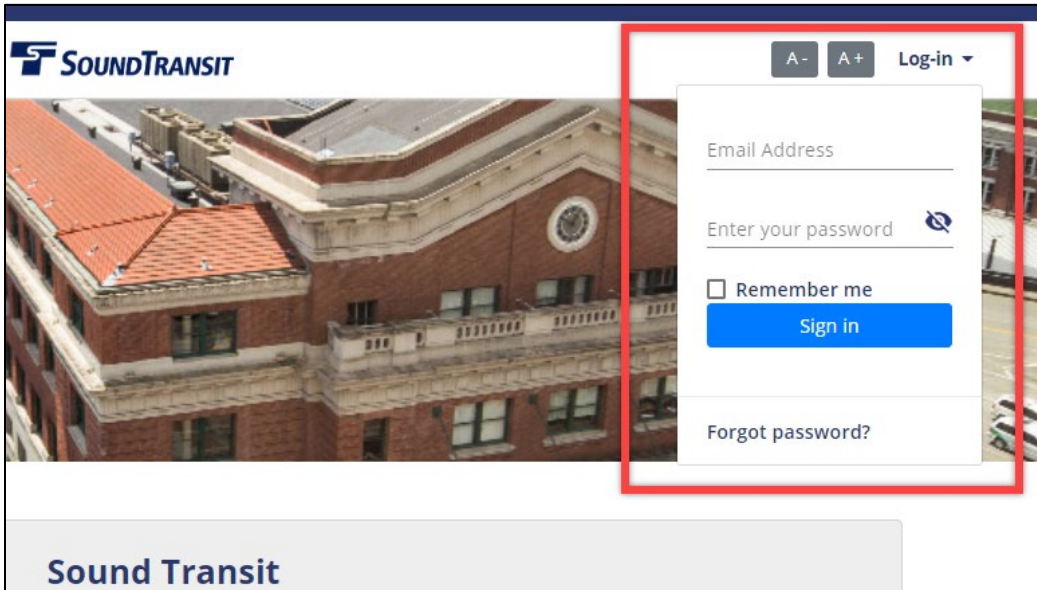 SOUNDTRANSIT
A - A + Log-in
Email Address
Enter your password
Remember me
Sign in
Forgot password?
Sound Transit